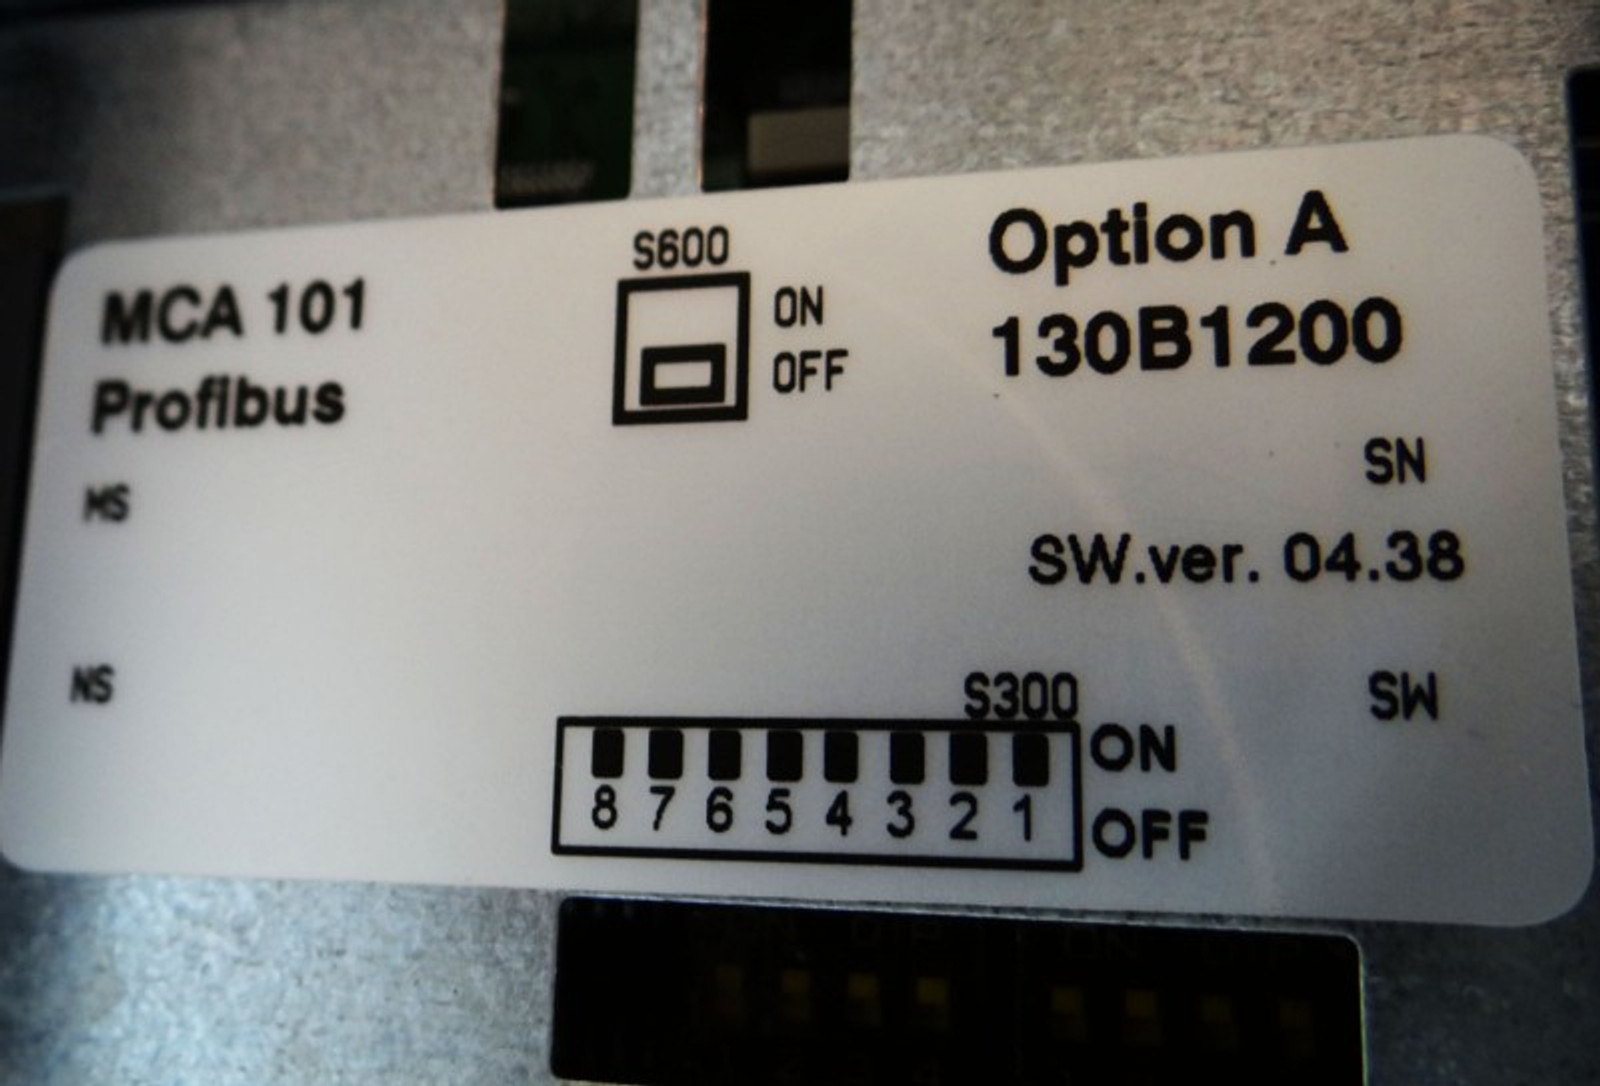 MCA 101
Profibus
MS
NS
S600
ON
OFF
Option A
130B1200
SN
SW.ver. 04.38
SW
S300
ON
OFF
8 7 6 5 4 3 2 1